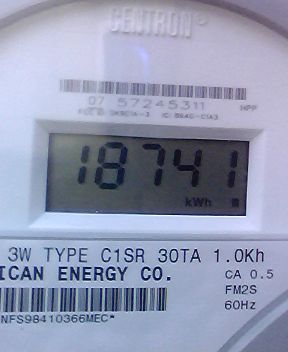 CENTRON®
07 57245311 HPP
18741
kWh
3W TYPE C1SR 30TA 1.0Kh
ICAN ENERGY CO. CA 0.5
FM2S
60Hz
NFS98410366MEC*